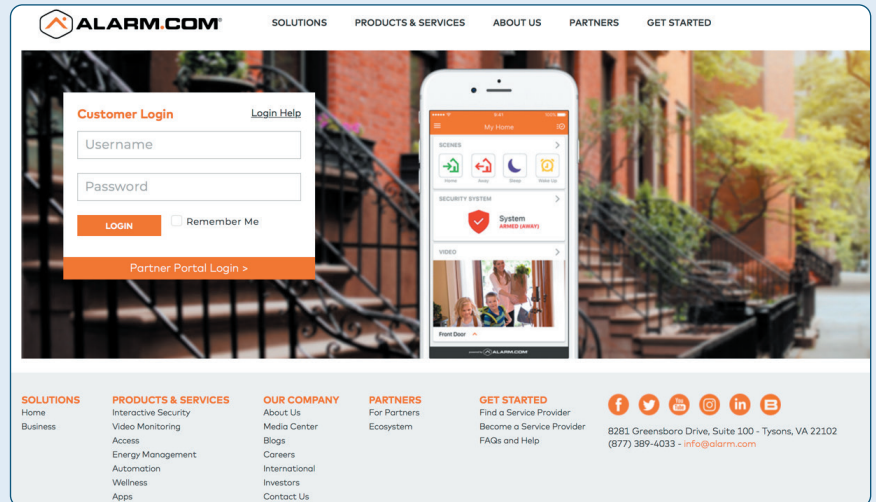 ALARM.COM®
SOLUTIONS PRODUCTS & SERVICES ABOUT US PARTNERS GET STARTED
Customer Login Login Help
Username
Password
LOGIN Remember Me
Partner Portal Login >
9:41 100%
My Home
SCENES
Home Away Sleep Wake Up
SECURITY SYSTEM
System
ARMED (AWAY)
VIDEO
Front Door
ALARM.COM
SOLUTIONS
Home
Business
PRODUCTS & SERVICES
Interactive Security
Video Monitoring
Access
Energy Management
Automation
Wellness
Apps
OUR COMPANY
About Us
Media Center
Blogs
Careers
International
Investors
Contact Us
PARTNERS
For Partners
Ecosystem
GET STARTED
Find a Service Provider
Become a Service Provider
FAQs and Help
You Tube
8281 Greensboro Drive, Suite 100 - Tysons, VA 22102
(877) 389-4033 - info@alarm.com